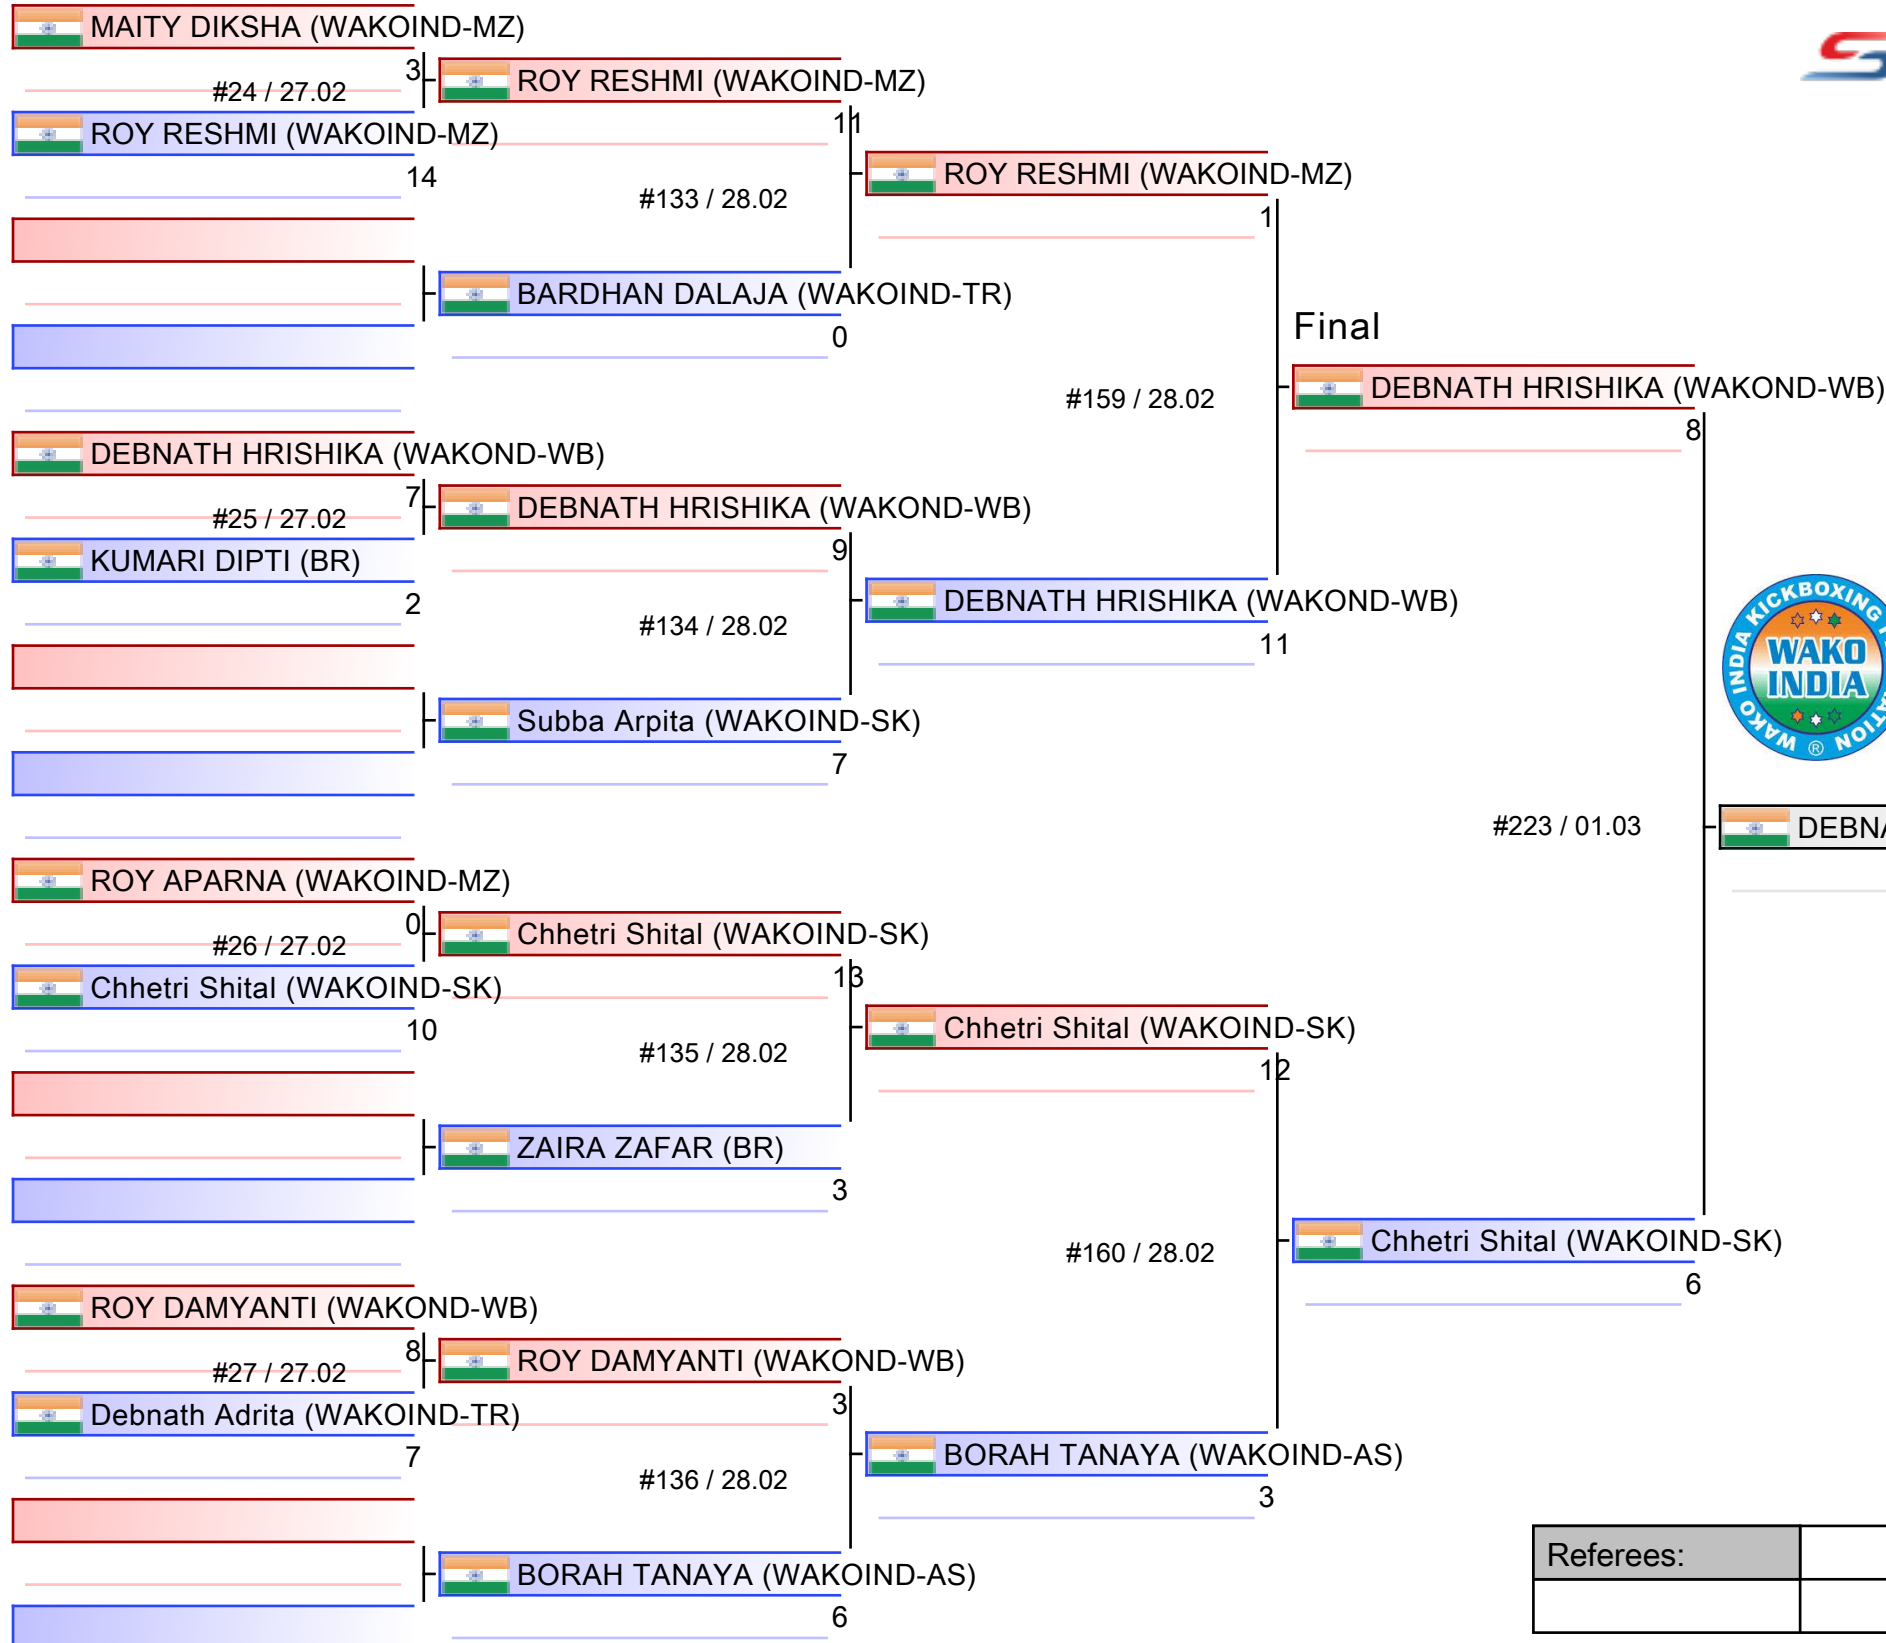 MAITY DIKSHA (WAKOIND-MZ)
3
#24 / 27.02
ROY RESHMI (WAKOIND-MZ)
14
ROY RESHMI (WAKOIND-MZ)
11
#133 / 28.02
BARDHAN DALAJA (WAKOIND-TR)
0
ROY RESHMI (WAKOIND-MZ)
1
DEBNATH HRISHIKA (WAKOND-WB)
7
#25 / 27.02
KUMARI DIPTI (BR)
2
DEBNATH HRISHIKA (WAKOND-WB)
9
#134 / 28.02
Subba Arpita (WAKOIND-SK)
7
#159 / 28.02
DEBNATH HRISHIKA (WAKOND-WB)
11
Final
DEBNATH HRISHIKA (WAKOND-WB)
8
WAKO INDIA KICKBOXING
WAKO
INDIA
®
#223 / 01.03
ROY APARNA (WAKOIND-MZ)
0
#26 / 27.02
Chhetri Shital (WAKOIND-SK)
10
Chhetri Shital (WAKOIND-SK)
13
#135 / 28.02
ZAIRA ZAFAR (BR)
3
Chhetri Shital (WAKOIND-SK)
12
#160 / 28.02
Chhetri Shital (WAKOIND-SK)
6
ROY DAMYANTI (WAKOND-WB)
8
#27 / 27.02
Debnath Adrita (WAKOIND-TR)
7
ROY DAMYANTI (WAKOND-WB)
3
#136 / 28.02
BORAH TANAYA (WAKOIND-AS)
6
BORAH TANAYA (WAKOIND-AS)
3
Referees: